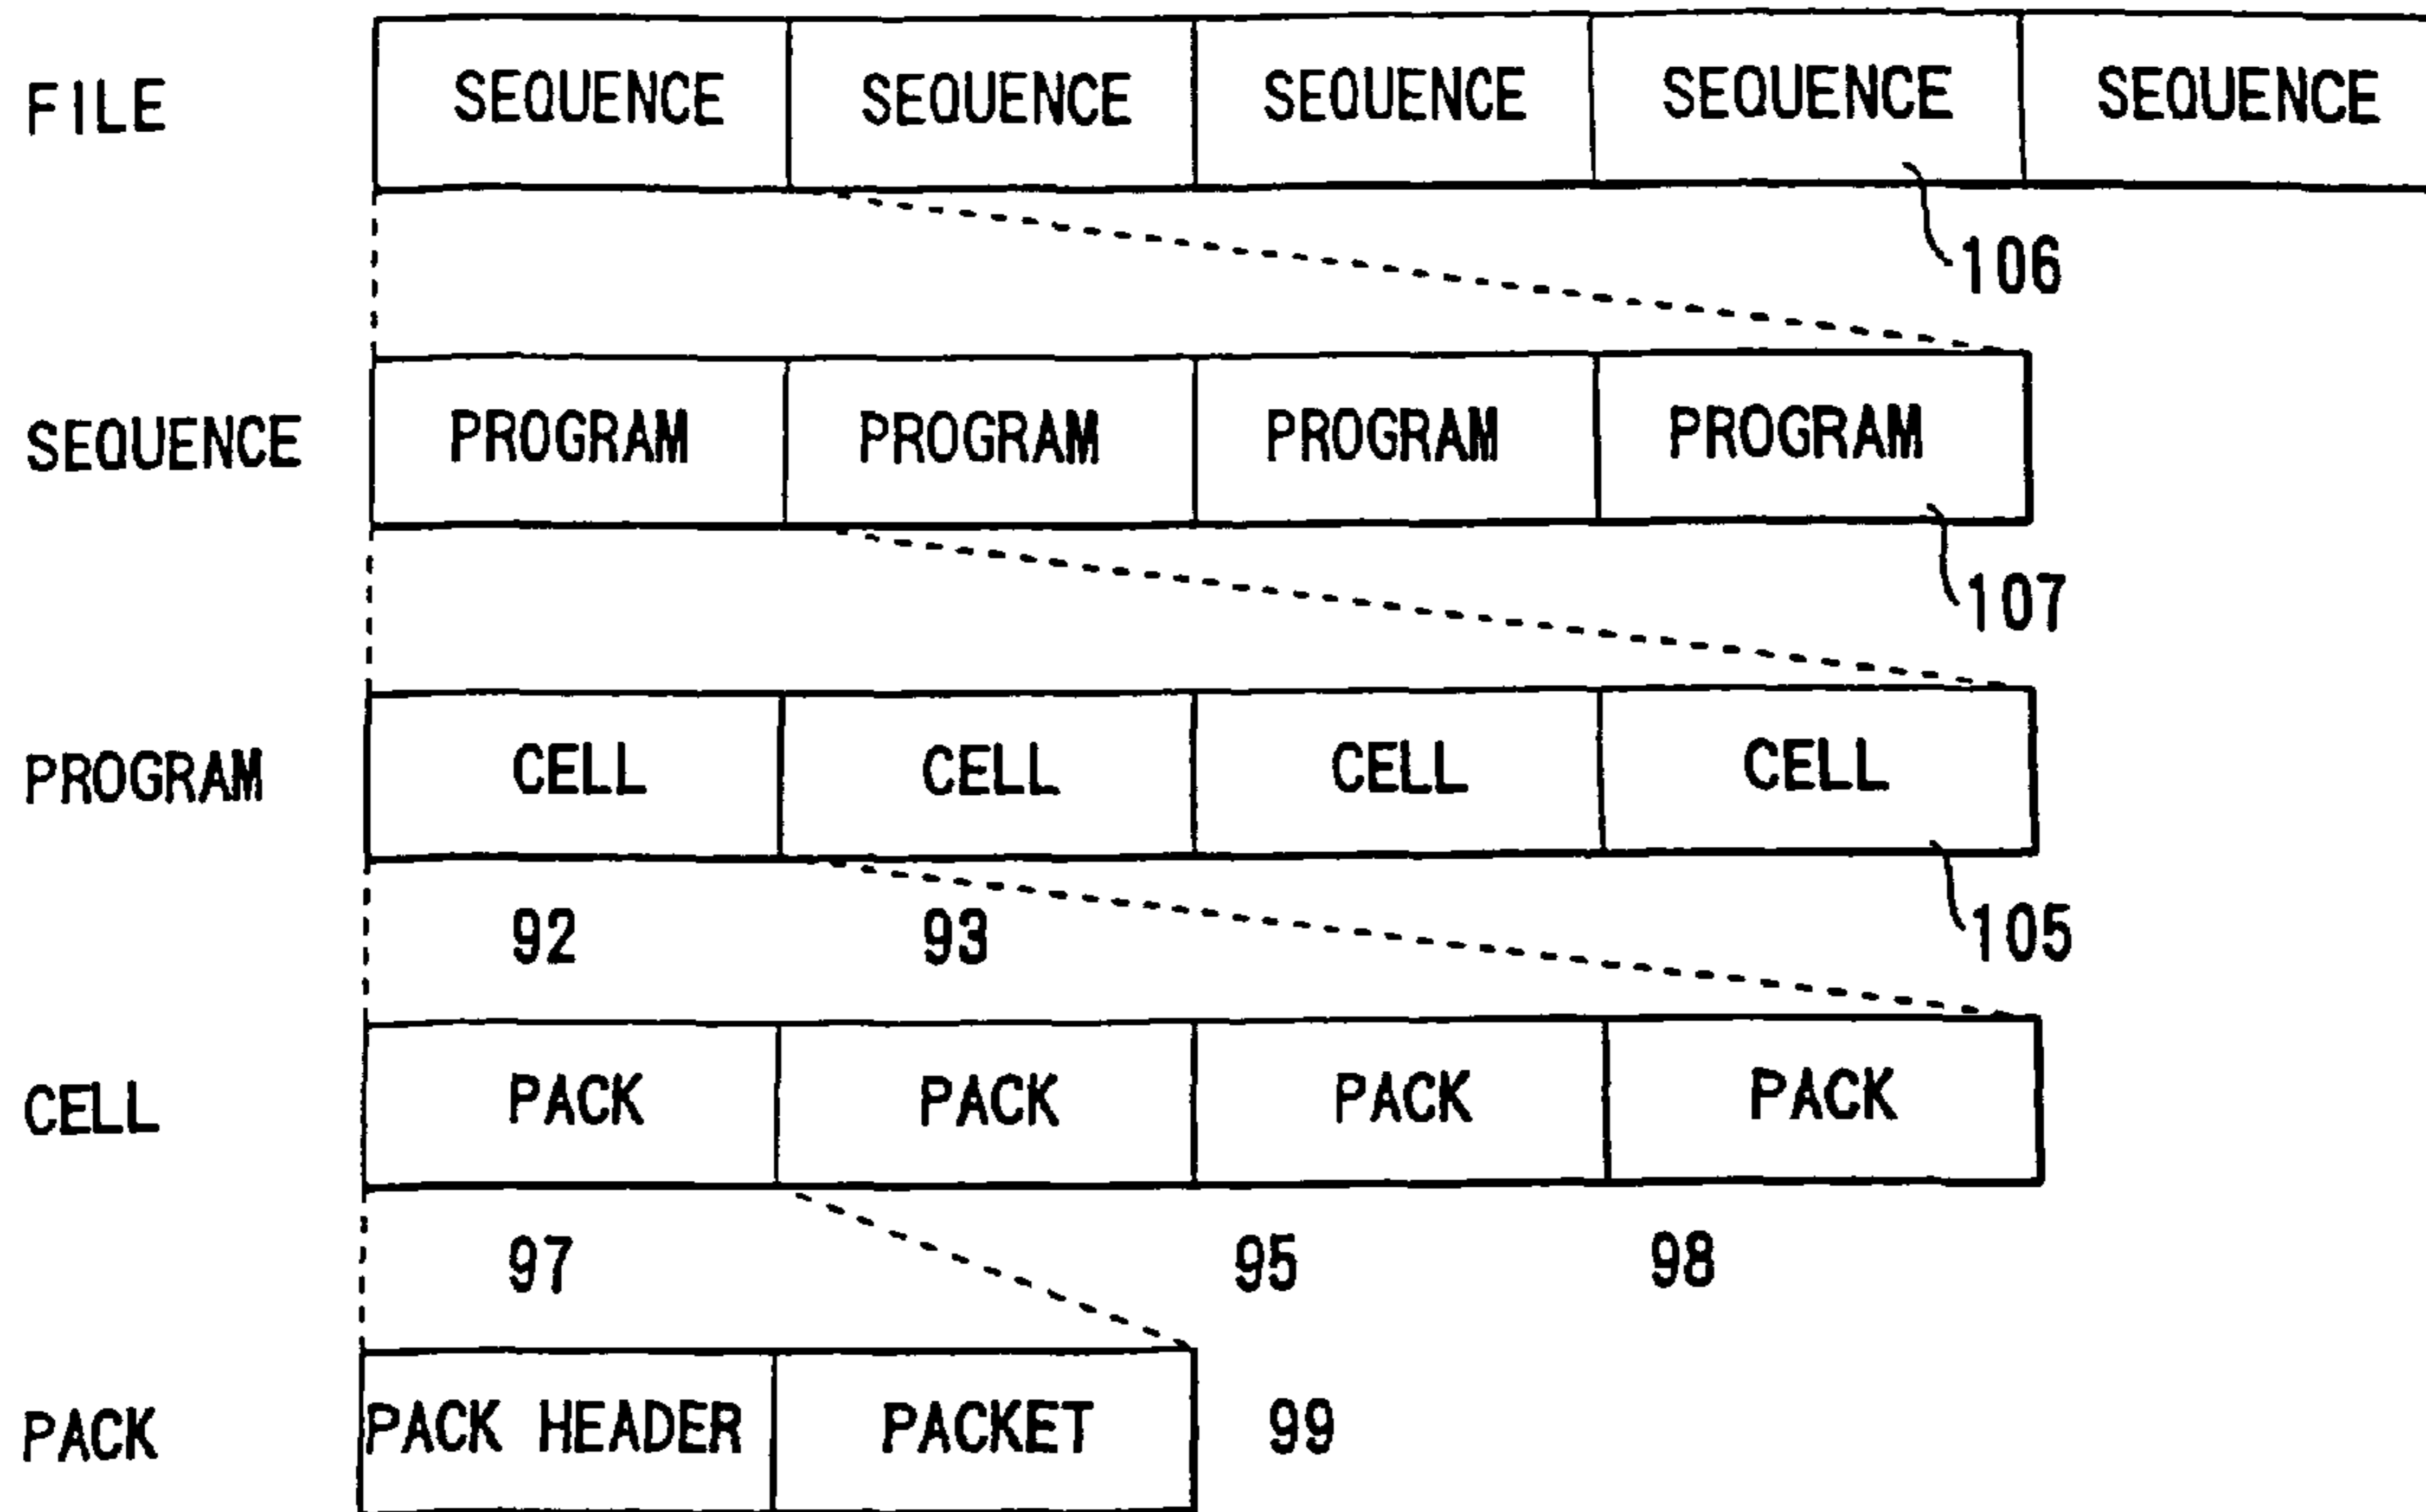 FILE SEQUENCE SEQUENCE SEQUENCE SEQUENCE SEQUENCE
106
SEQUENCE PROGRAM PROGRAM PROGRAM PROGRAM
107
PROGRAM CELL CELL CELL CELL
92 93 105
CELL PACK PACK PACK PACK
97 95 98
PACK PACK HEADER PACKET 99